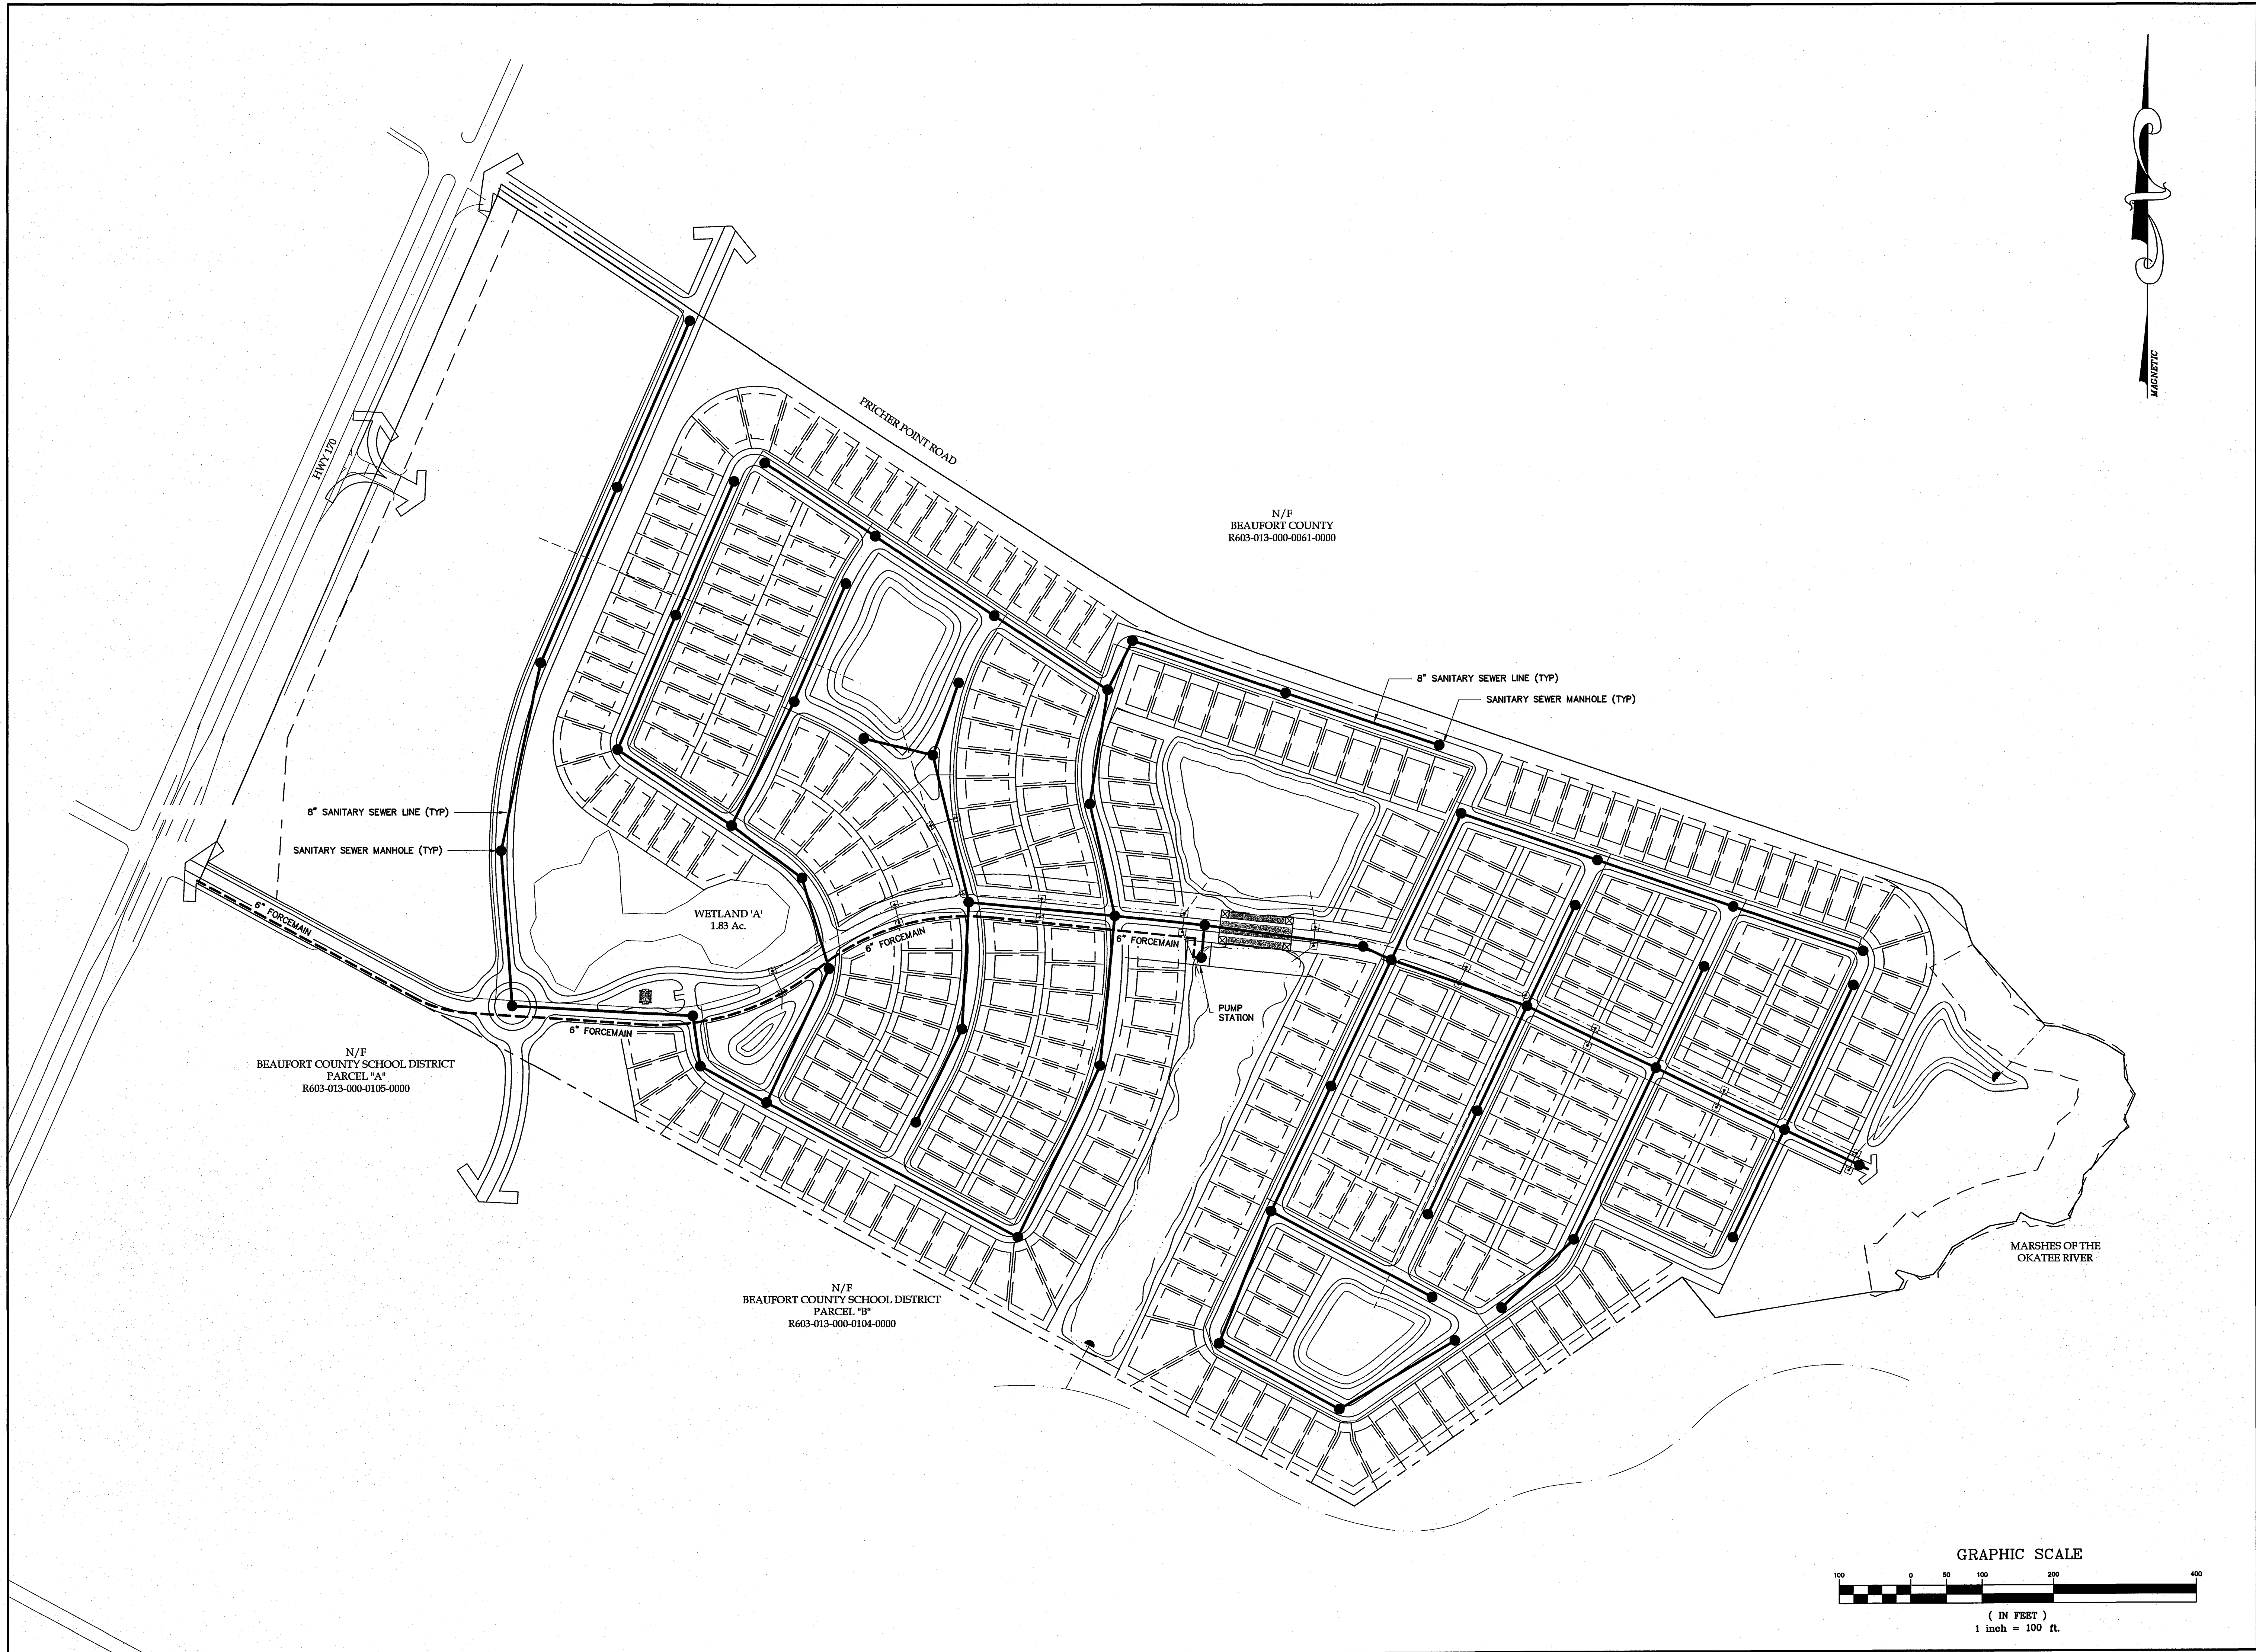 MAGNETIC
HWY 170
PRICHER POINT ROAD
N/F
BEAUFORT COUNTY
R603-013-000-0061-0000
8" SANITARY SEWER LINE (TYP)
SANITARY SEWER MANHOLE (TYP)
8" SANITARY SEWER LINE (TYP)
SANITARY SEWER MANHOLE (TYP)
6" FORCEMAIN
WETLAND 'A'
1.83 Ac.
6" FORCEMAIN
6" FORCEMAIN
6" FORCEMAIN
PUMP
STATION
N/F
BEAUFORT COUNTY SCHOOL DISTRICT
PARCEL "A"
R603-013-000-0105-0000
N/F
BEAUFORT COUNTY SCHOOL DISTRICT
PARCEL "B"
R603-013-000-0104-0000
MARSHES OF THE
OKATEE RIVER
GRAPHIC SCALE
100 0 50 100 200 400
( IN FEET )
1 inch = 100 ft.